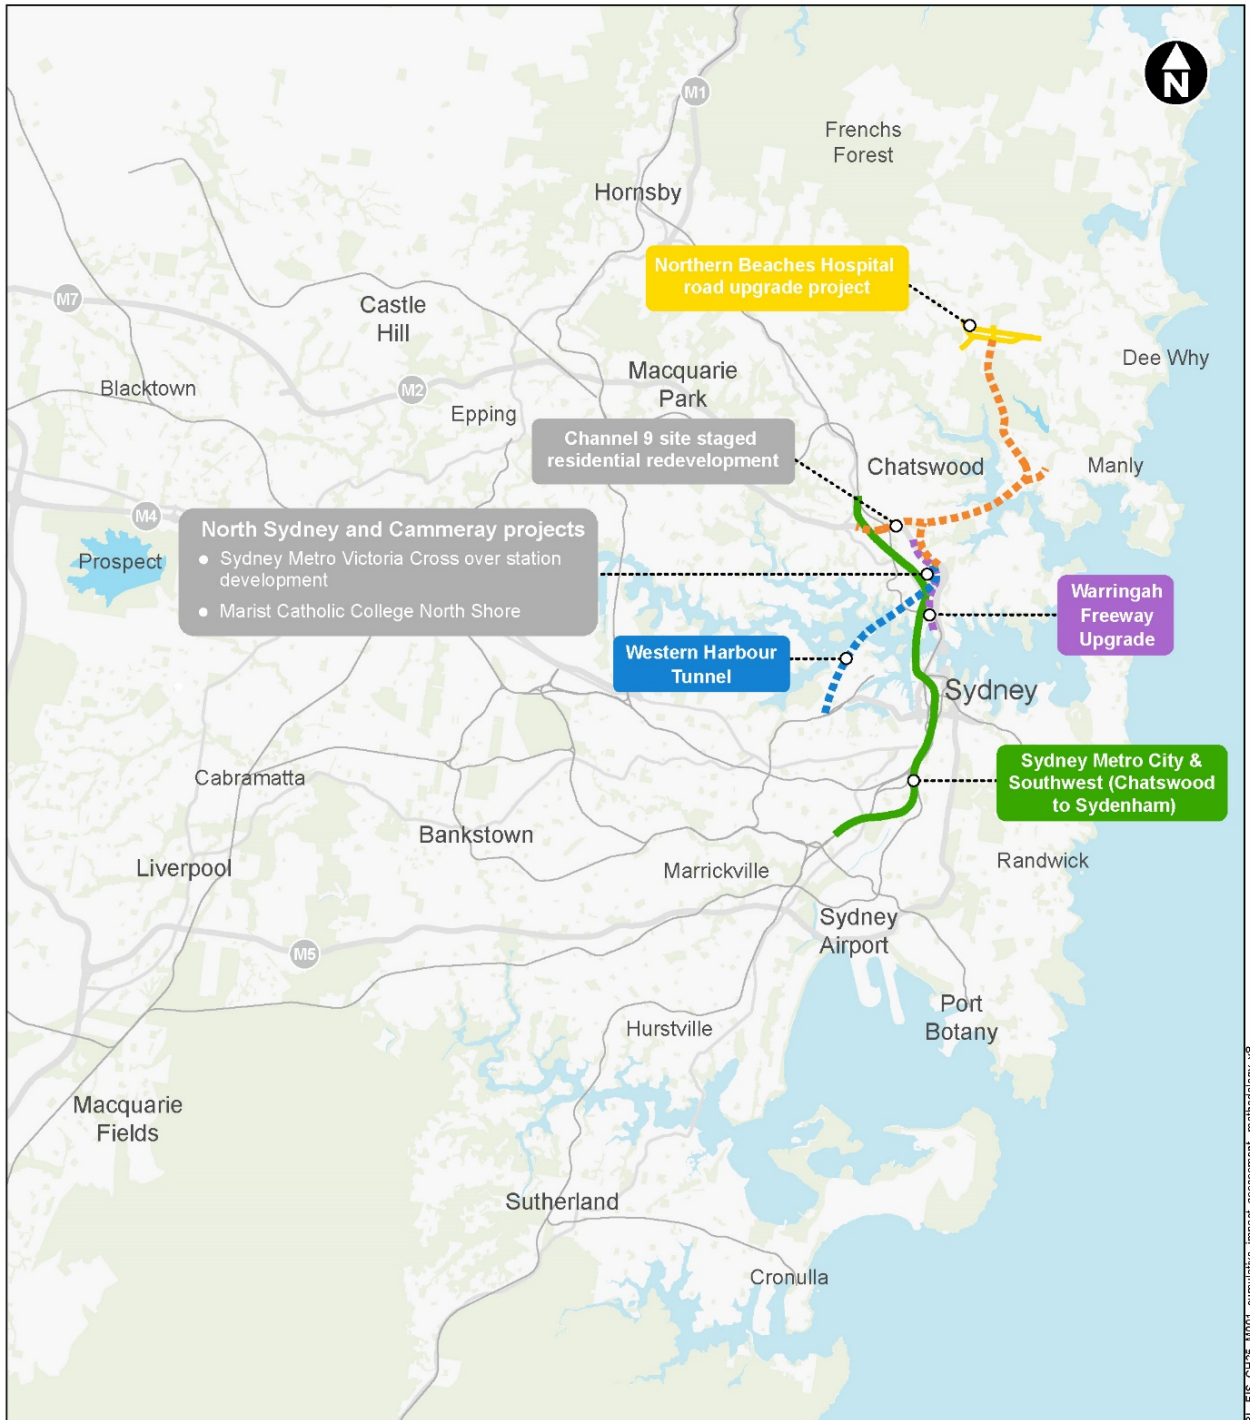 N
M1
Frenchs
Forest
Hornsby
Northern Beaches Hospital
road upgrade project
M7
Castle
Hill
Dee Why
Macquarie
Park
Blacktown
M2
Epping
Channel 9 site staged
residential redevelopment
Chatswood
Manly
M4
North Sydney and Cammeray projects
Sydney Metro Victoria Cross over station
development
Marist Catholic College North Shore
Prospect
Warringah
Freeway
Upgrade
Western Harbour
Tunnel
Sydney
Sydney Metro City &
Southwest (Chatswood
to Sydenham)
Cabramatta
Bankstown
Liverpool
Marrickville
Randwick
Sydney
Airport
M5
Port
Botany
Hurstville
Macquarie
Fields
Sutherland
Cronulla